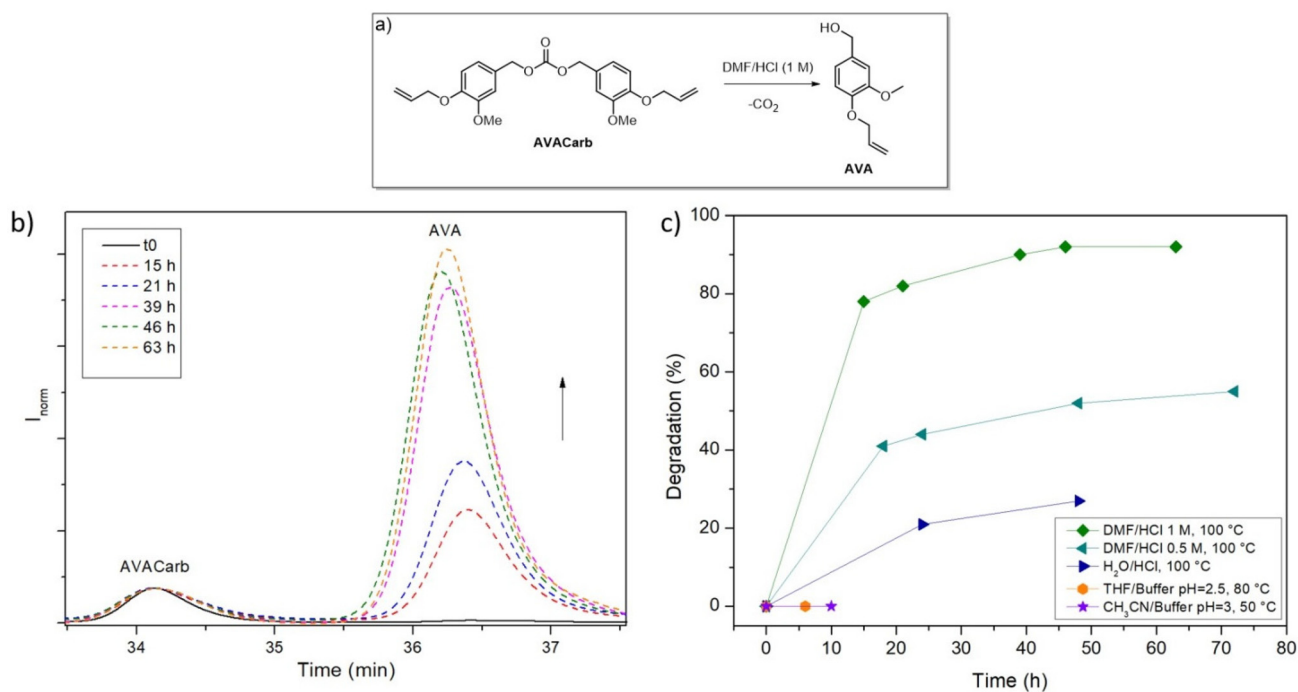 a)
HO
DMF/HCl (1 M)
-CO2
O
O
O
O
OMe
OMe
O
O
O
AVACarb
AVA
b)
t0
15 h
21 h
39 h
46 h
63 h
AVA
AVACarb
Inorm
34
35
36
37
Time (min)
c)
100
80
60
40
20
0
Degradation (%)
DMF/HCl 1 M, 100 °C
DMF/HCl 0.5 M, 100 °C
H2O/HCl, 100 °C
THF/Buffer pH=2.5, 80 °C
CH3CN/Buffer pH=3, 50 °C
0
10
20
30
40
50
60
70
80
Time (h)